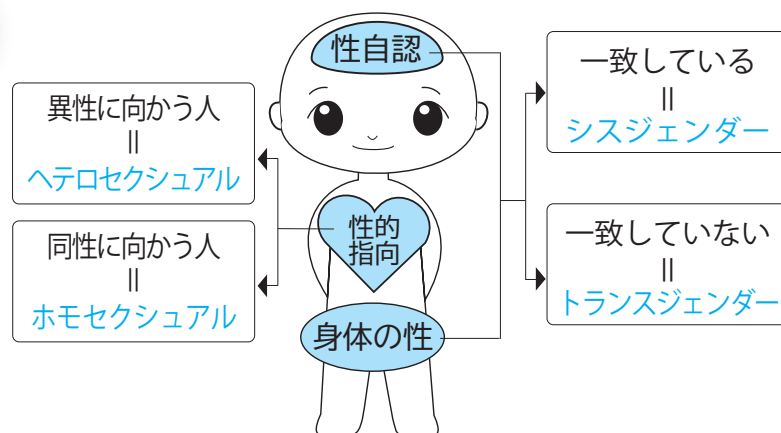 性自認
異性に向かう人
＝
ヘテロセクシュアル
同性に向かう人
＝
ホモセクシュアル
性的
指向
身体の性
一致している
＝
シスジェンダー
一致していない
＝
トランスジェンダー